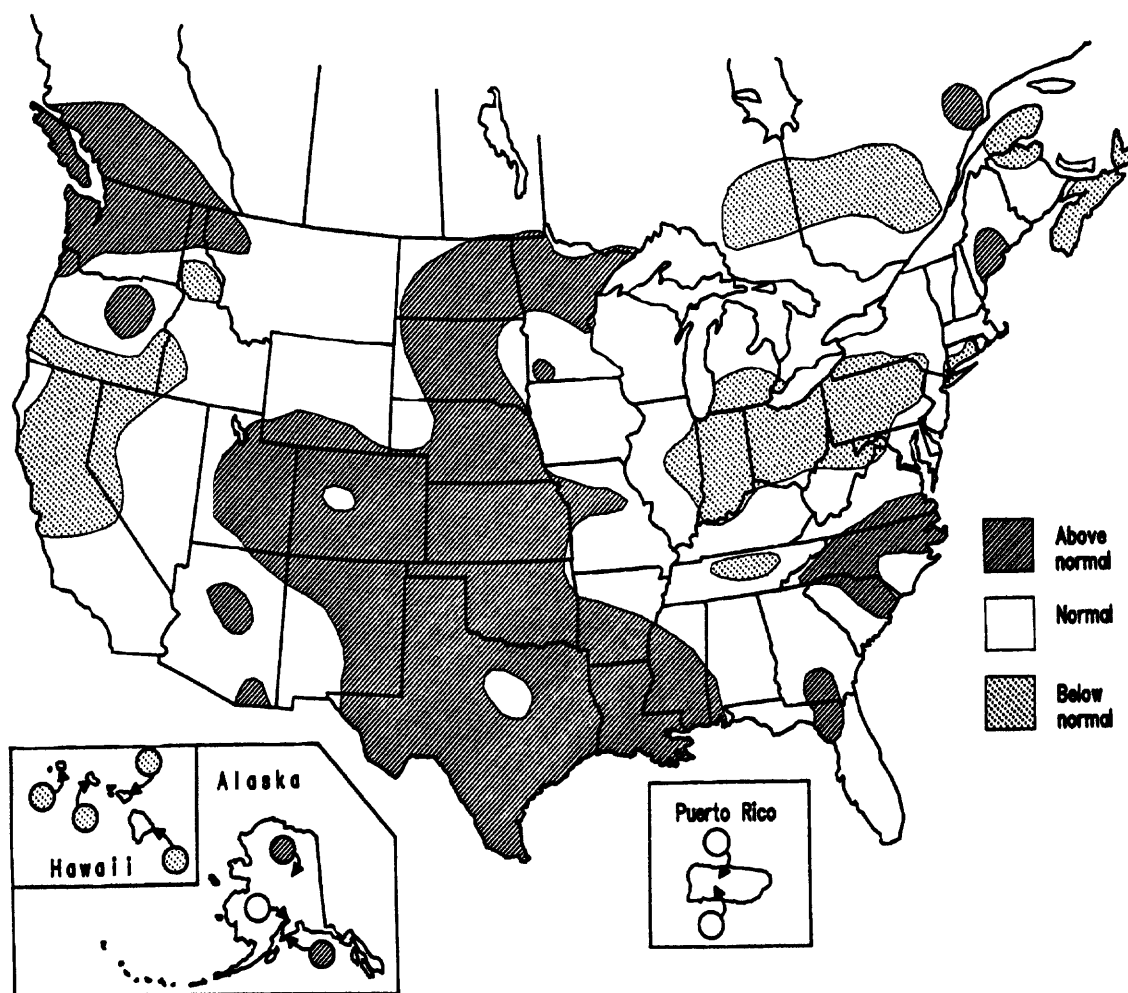 Above
normal
Normal
Below
normal
Alaska
Hawaii
Puerto Rico